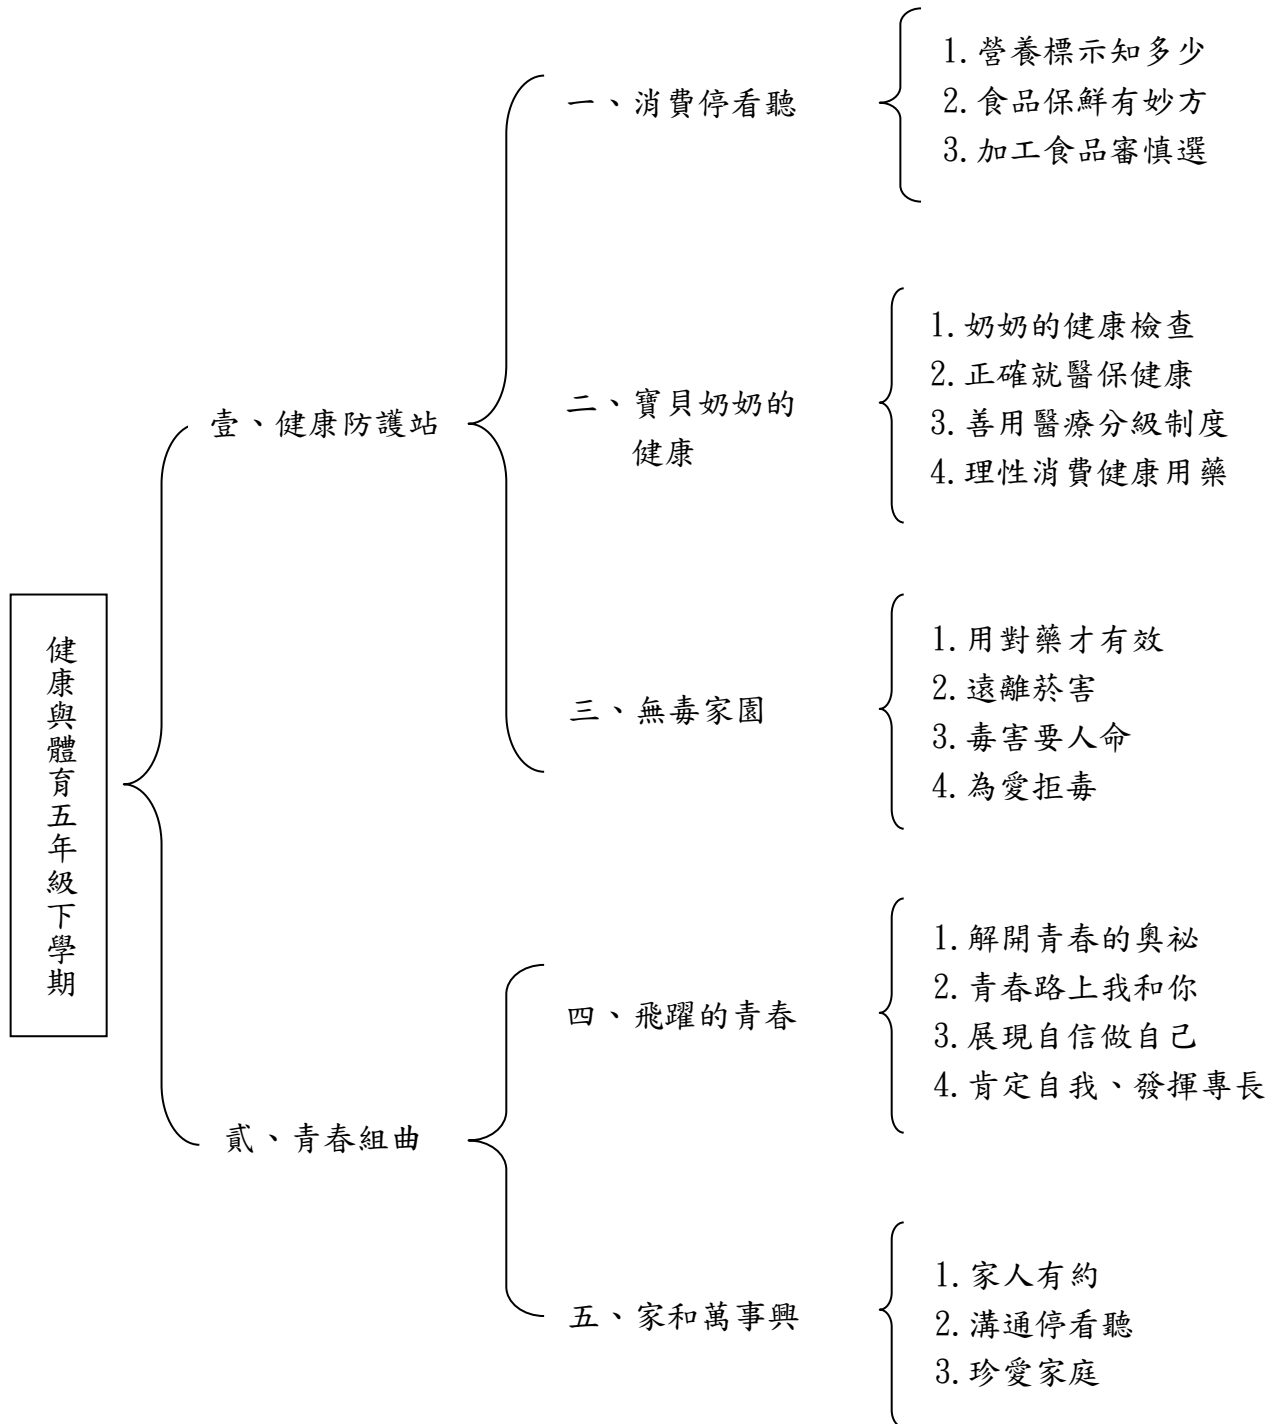 健康與體育五年級下學期
壹、健康防護站
一、消費停看聽
1.營養標示知多少
2.食品保鮮有妙方
3.加工食品審慎選
二、寶貝奶奶的
健康
1.奶奶的健康檢查
2.正確就醫保健康
3.善用醫療分級制度
4.理性消費健康用藥
三、無毒家園
1.用對藥才有效
2.遠離菸害
3.毒害要人命
4.為愛拒毒
貳、青春組曲
四、飛躍的青春
1.解開青春的奧祕
2.青春路上我和你
3.展現自信做自己
4.肯定自我、發揮專長
五、家和萬事興
1.家人有約
2.溝通停看聽
3.珍愛家庭